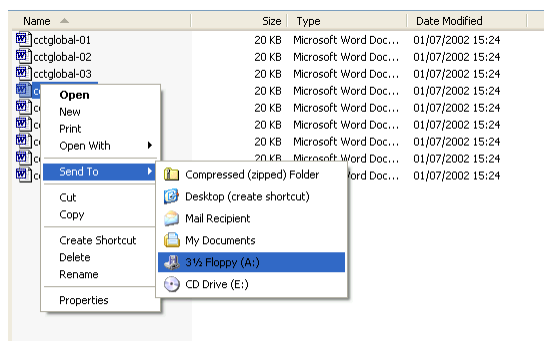 Name Size Type Date Modified
cctglobal-01 20 KB Microsoft Word Doc... 01/07/2002 15:24
cctglobal-02 20 KB Microsoft Word Doc... 01/07/2002 15:24
cctglobal-03 20 KB Microsoft Word Doc... 01/07/2002 15:24
20 KB Microsoft Word Doc... 01/07/2002 15:24
20 KB Microsoft Word Doc... 01/07/2002 15:24
20 KB Microsoft Word Doc... 01/07/2002 15:24
20 KB Microsoft Word Doc... 01/07/2002 15:24
20 KB Microsoft Word Doc... 01/07/2002 15:24
Word Doc... 01/07/2002 15:24
Open
New
Print
Open With
Send To
Cut
Copy
Create Shortcut
Delete
Rename
Properties
Compressed (zipped) Folder
Desktop (create shortcut)
Mail Recipient
My Documents
3½ Floppy (A:)
CD Drive (E:)